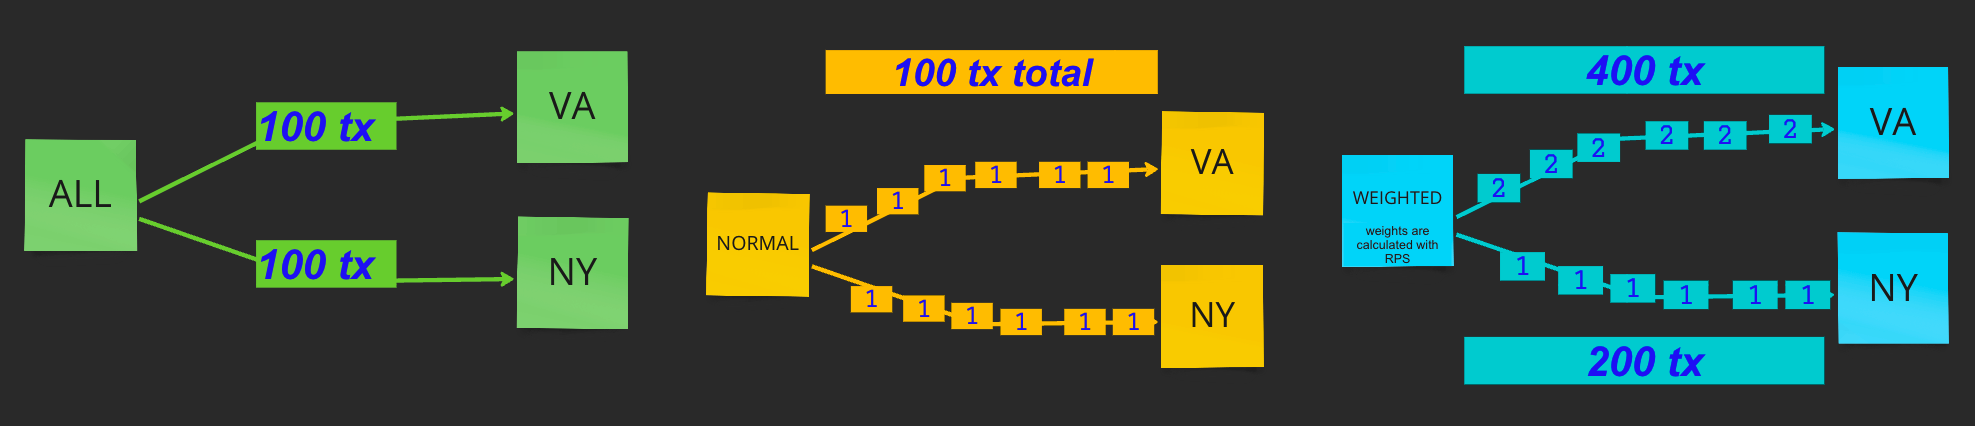 ALL
100 tx
VA
100 tx
NY
100 tx total
NORMAL
1 1 1 1 1 1
VA
1 1 1 1 1 1
NY
400 tx
WEIGHTED
weights are
calculated with
RPS
2 2 2 2 2 2
VA
1 1 1 1 1 1
NY
200 tx